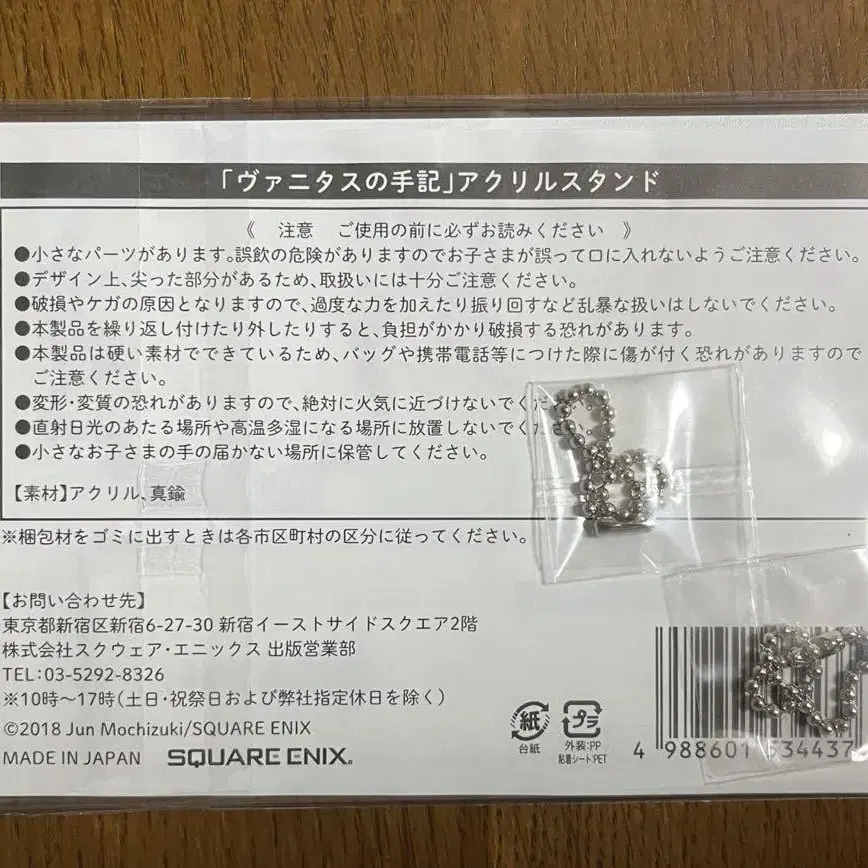 「ヴァニタスの手記」アクリルスタンド
《 注意 ご使用の前に必ずお読みください 》
●小さなパーツがあります。誤飲の危険がありますのでお子さまが誤って口に入れないようご注意ください。
●デザイン上、尖った部分があるため、取扱いには十分ご注意ください。
●破損やケガの原因となりますので、過度な力を加えたり振り回すなど乱暴な扱いはしないでください。
●本製品を繰り返し付けたり外したりすると、負担がかかり破損する恐れがあります。
●本製品は硬い素材でできているため、バッグや携帯電話等につけた際に傷が付く恐れがありますので
ご注意ください。
●変形・変質の恐れがありますので、絶対に火気に近づけないでくだ
●直射日光のあたる場所や高温多湿になる場所に放置しないでくだ
●小さなお子さまの手の届かない場所に保管してください。
【素材】アクリル、真鍮
※梱包材をゴミに出すときは各市区町村の区分に従ってください。
【お問い合わせ先】
東京都新宿区新宿6-27-30 新宿イーストサイドスクエア2階
株式会社スクウェア・エニックス 出版営業部
TEL:03-5292-8326
※10時～17時(土日・祝祭日および弊社指定休日を除く)
©2018 Jun Mochizuki/SQUARE ENIX
MADE IN JAPAN SQUARE ENIX.
紙
台紙
プラ
外装:PP
粘着シート:PET
4 988601 334437